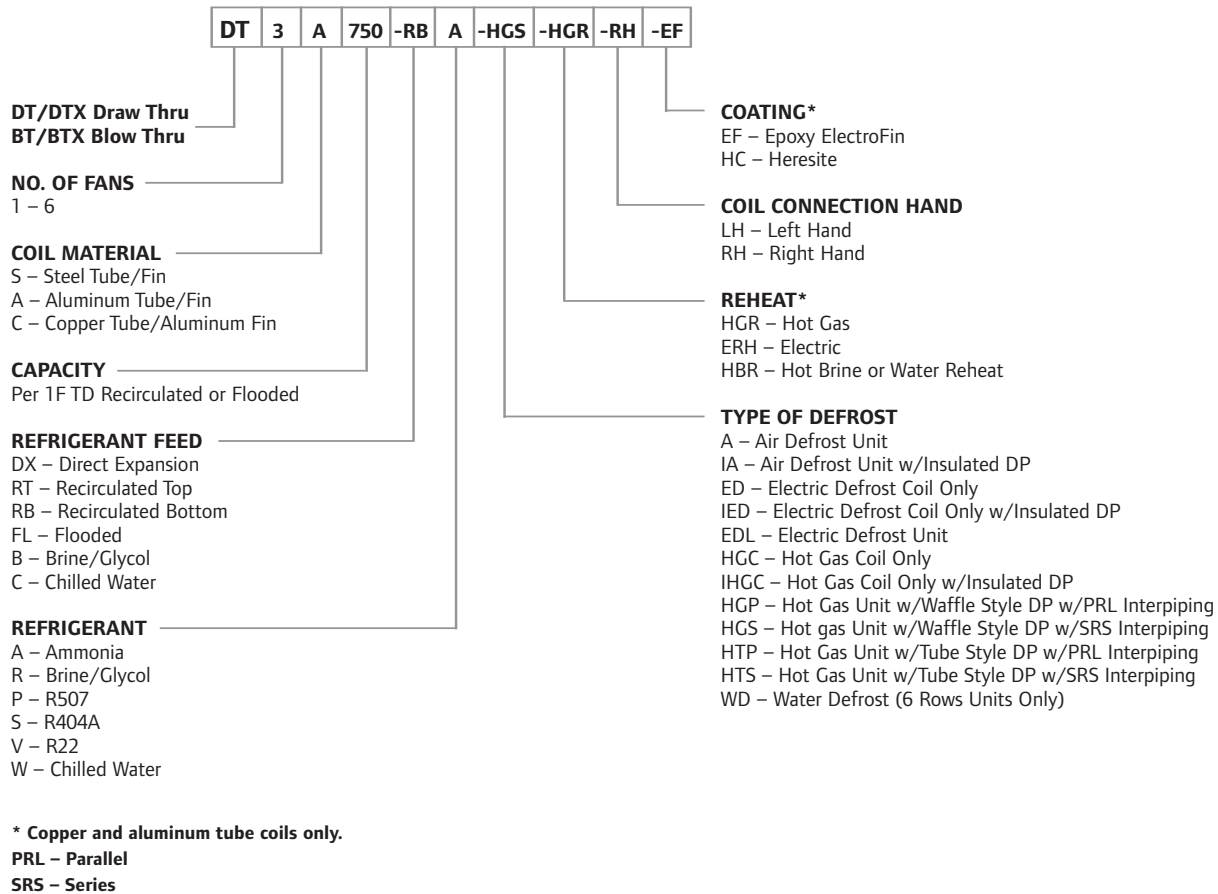 DT 3 A 750 -RB A -HGS -HGR -RH -EF
DT/DTX Draw Thru
BT/BTX Blow Thru
NO. OF FANS
1 – 6
COIL MATERIAL
S – Steel Tube/Fin
A – Aluminum Tube/Fin
C – Copper Tube/Aluminum Fin
CAPACITY
Per 1F TD Recirculated or Flooded
REFRIGERANT FEED
DX – Direct Expansion
RT – Recirculated Top
RB – Recirculated Bottom
FL – Flooded
B – Brine/Glycol
C – Chilled Water
REFRIGERANT
A – Ammonia
R – Brine/Glycol
P – R507
S – R404A
V – R22
W – Chilled Water
COATING*
EF – Epoxy ElectroFin
HC – Heresite
COIL CONNECTION HAND
LH – Left Hand
RH – Right Hand
REHEAT*
HGR – Hot Gas
ERH – Electric
HBR – Hot Brine or Water Reheat
TYPE OF DEFROST
A – Air Defrost Unit
IA – Air Defrost Unit w/Insulated DP
ED – Electric Defrost Coil Only
IED – Electric Defrost Coil Only w/Insulated DP
EDL – Electric Defrost Unit
HGC – Hot Gas Coil Only
IHGC – Hot Gas Coil Only w/Insulated DP
HGP – Hot Gas Unit w/Waffle Style DP w/PRL Interpiping
HGS – Hot gas Unit w/Waffle Style DP w/SRS Interpiping
HTP – Hot Gas Unit w/Tube Style DP w/PRL Interpiping
HTS – Hot Gas Unit w/Tube Style DP w/SRS Interpiping
WD – Water Defrost (6 Rows Units Only)
* Copper and aluminum tube coils only.
PRL – Parallel
SRS – Series